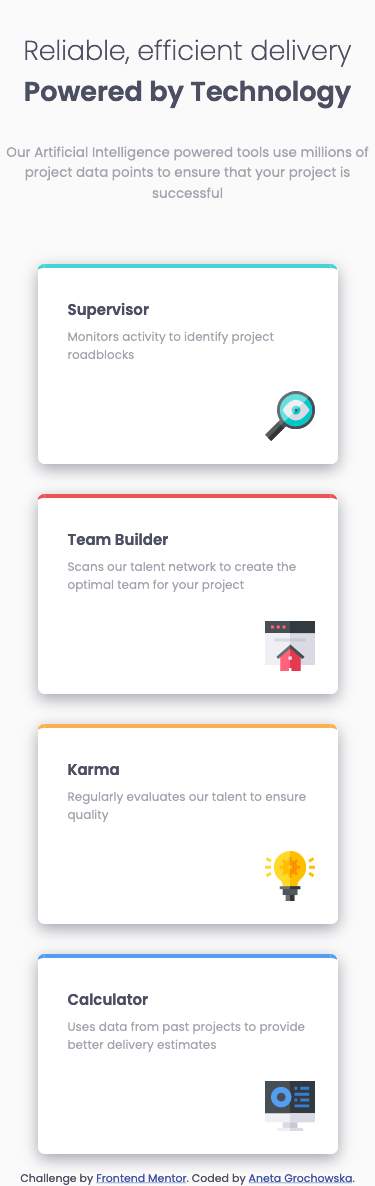 Reliable, efficient delivery
Powered by Technology
Our Artificial Intelligence powered tools use millions of
project data points to ensure that your project is
successful
Supervisor
Monitors activity to identify project
roadblocks
Team Builder
Scans our talent network to create the
optimal team for your project
Karma
Regularly evaluates our talent to ensure
quality
Calculator
Uses data from past projects to provide
better delivery estimates
Challenge by Frontend Mentor. Coded by Aneta Grochowska.